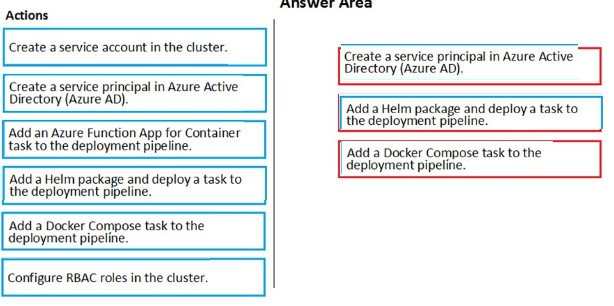 Answer Area
Actions
Create a service account in the cluster.
Create a service principal in Azure Active
Directory (Azure AD).
Add an Azure Function App for Container
task to the deployment pipeline.
Add a Helm package and deploy a task to
the deployment pipeline.
Add a Docker Compose task to the
deployment pipeline.
Configure RBAC roles in the cluster.
Create a service principal in Azure Active
Directory (Azure AD).
Add a Helm package and deploy a task to
the deployment pipeline.
Add a Docker Compose task to the
deployment pipeline.